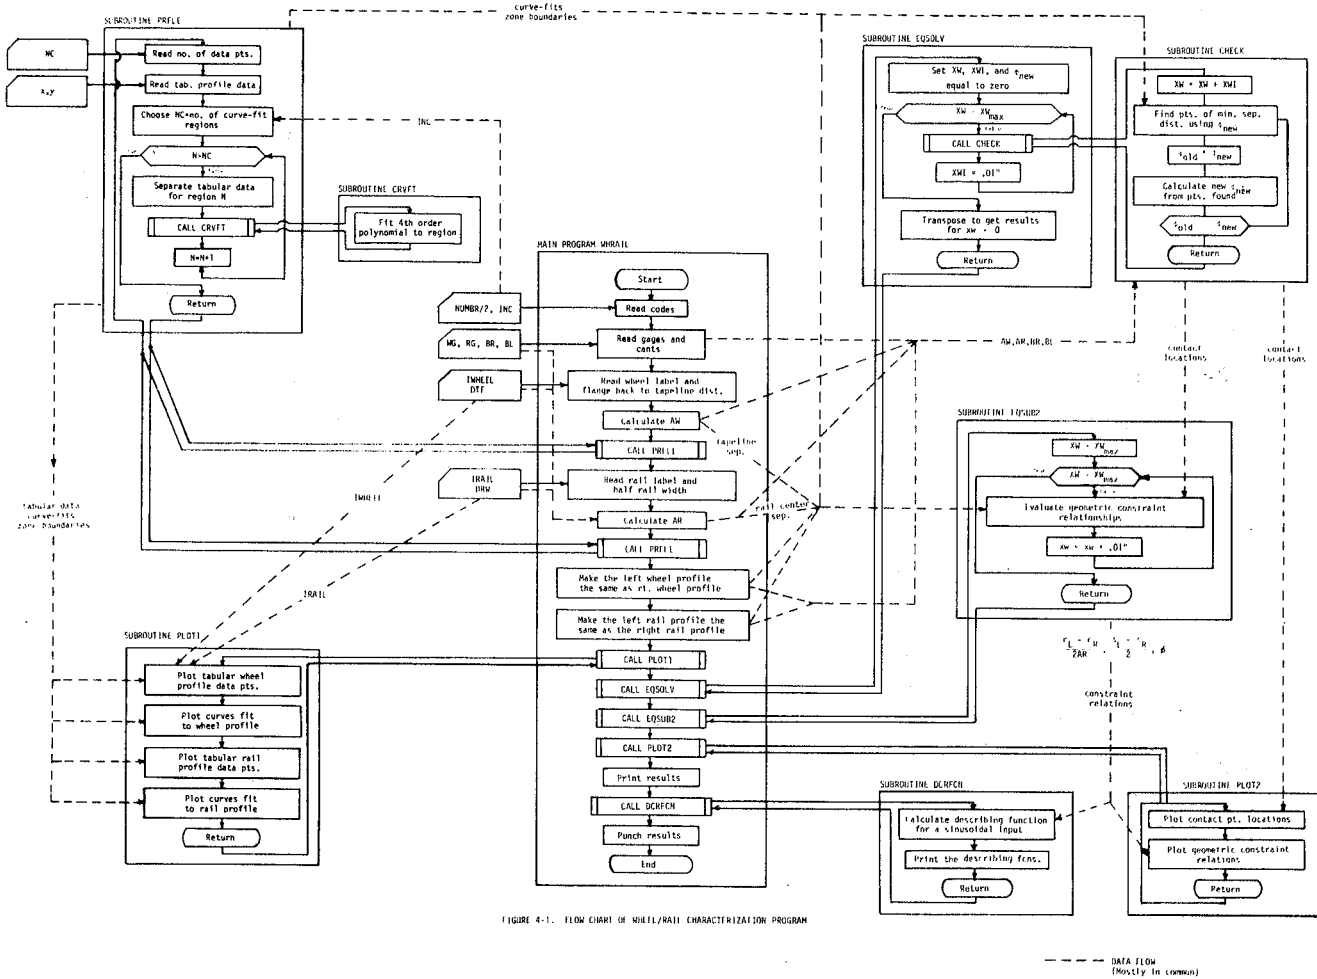 curve-fits
zone boundaries
SUBROUTINE PRFLE
NC
Read no. of data pts.
x,y
Read tab. profile data
Choose NC=no. of curve-fit
regions
INC
N>NC
Separate tabular data
for region N
CALL CRVFT
N=N+1
Return
SUBROUTINE CRVFT
Fit 4th order
polynomial to region
SUBROUTINE EQSOLV
Set XW, XWI, and
new
equal to zero
max
CALL CHECK
XWI = .01"
Transpose to get results
for xw < 0
Return
SUBROUTINE CHECK
XW = XW + XWI
Find pts. of min. sep.
dist. using
new
old
new
Calculate new
new
from pts. found
old
new
Return
MAIN PROGRAM WHRAIL
Start
NUMBR/2, INC
Read codes
WG, RG, BR, BL
Read gages and
cants
IWHEEL
DTF
Read wheel label and
flange back to tapeline dist.
Calculate AW
CALL PRFLE
tapeline
sep.
IRAIL
DHW
Read rail label and
half rail width
Calculate AR
rail center
sep.
CALL PRFLE
Make the left wheel profile
the same as rt. wheel profile
Make the left rail profile the
same as the right rail profile
CALL PLOT1
CALL EQSOLV
CALL EQSUB2
CALL PLOT2
Print results
CALL DCRFCN
Punch results
End
AW,AR,BR,BL
contact
locations
contact
locations
SUBROUTINE EQSUB2
max
max
Evaluate geometric constraint
relationships
xw = xw + .01"
Return
2AR
2
constraint
relations
tabular data
curve-fits
zone boundaries
IWHEEL
IRAIL
SUBROUTINE PLOT1
Plot tabular wheel
profile data pts.
Plot curves fit
to wheel profile
Plot tabular rail
profile data pts.
Plot curves fit
to rail profile
Return
SUBROUTINE DCRFCN
Calculate describing function
for a sinusoidal input
Print the describing fcns.
Return
SUBROUTINE PLOT2
Plot contact pt. locations
Plot geometric constraint
relations
Return
FIGURE 4-1. FLOW CHART OF WHEEL/RAIL CHARACTERIZATION PROGRAM
DATA FLOW
(Mostly in common)